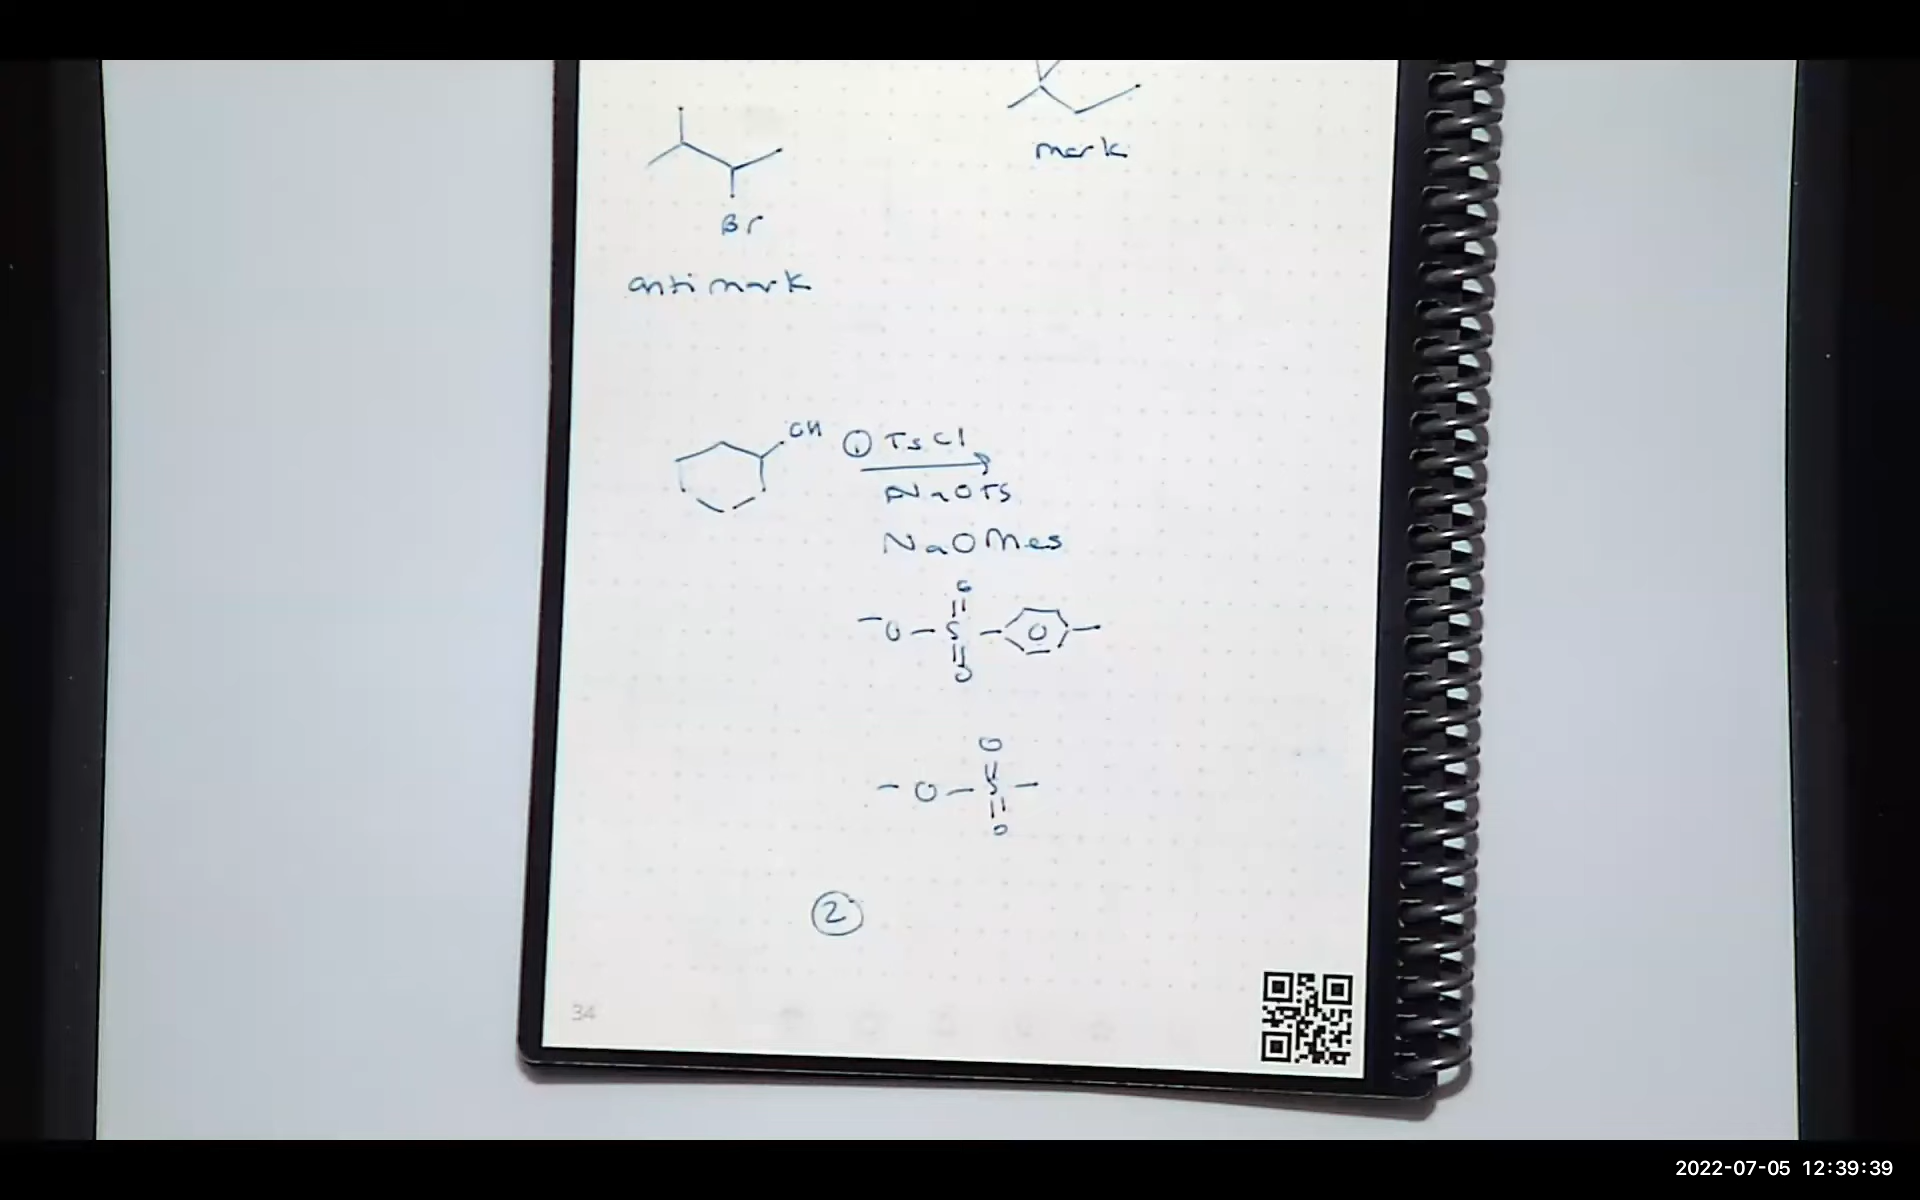 mark
Br
anti mark
OH ① TsCl
NaOTS
NaOMes
O
-O-S-
O
O
-O-S-
O
②
34
2022-07-05 12:39:39